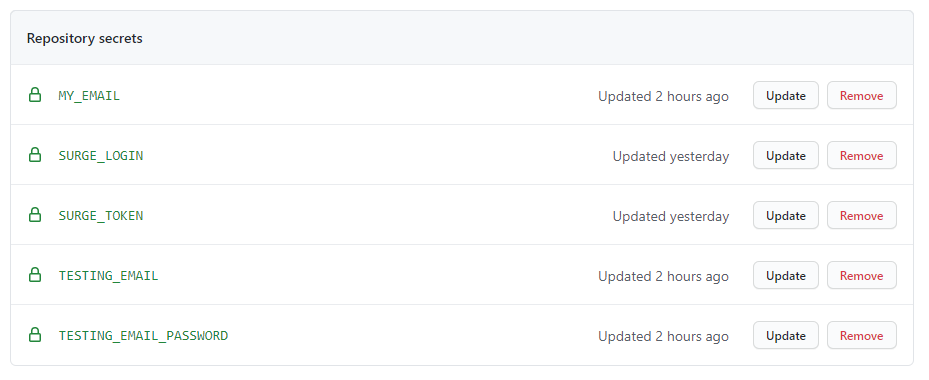 Repository secrets
MY_EMAIL Updated 2 hours ago Update Remove
SURGE_LOGIN Updated yesterday Update Remove
SURGE_TOKEN Updated yesterday Update Remove
TESTING_EMAIL Updated 2 hours ago Update Remove
TESTING_EMAIL_PASSWORD Updated 2 hours ago Update Remove